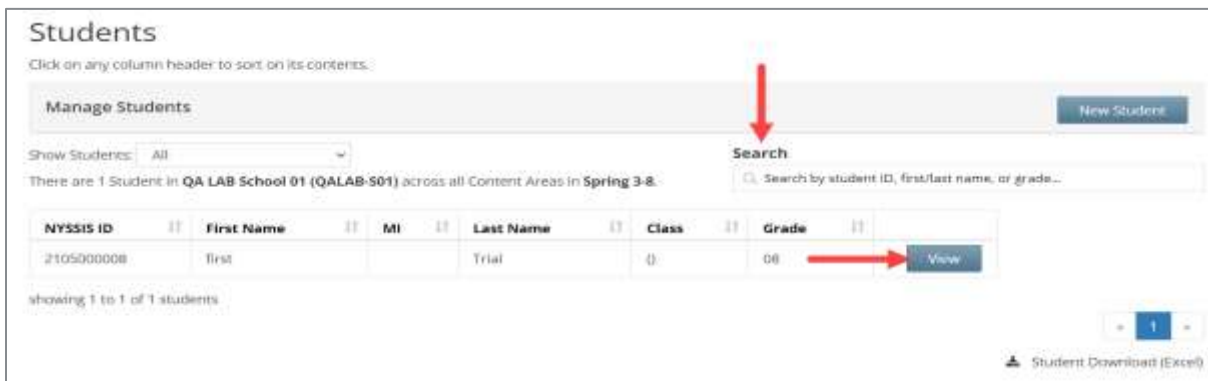 Students
Click on any column header to sort on its contents.
Manage Students
New Student
Show Students: All
Search
There are 1 Student in QA LAB School 01 (QALAB-S01) across all Content Areas in Spring 3-8.
Search by student ID, first/last name, or grade...
NYSSIS ID First Name MI Last Name Class Grade
2105000008 first Trial 0 08 View
showing 1 to 1 of 1 students
« 1 »
Student Download (Excel)